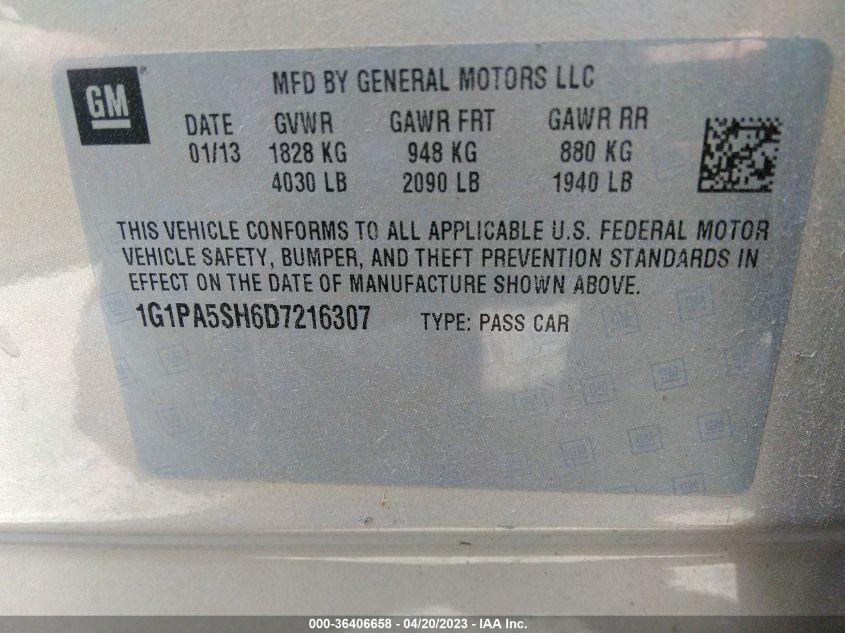 GM
MFD BY GENERAL MOTORS LLC
DATE GVWR GAWR FRT GAWR RR
01/13 1828 KG 948 KG 880 KG
4030 LB 2090 LB 1940 LB
THIS VEHICLE CONFORMS TO ALL APPLICABLE U.S. FEDERAL MOTOR
VEHICLE SAFETY, BUMPER, AND THEFT PREVENTION STANDARDS IN
EFFECT ON THE DATE OF MANUFACTURE SHOWN ABOVE.
1G1PA5SH6D7216307 TYPE: PASS CAR
000-36406658 - 04/20/2023 - IAA Inc.